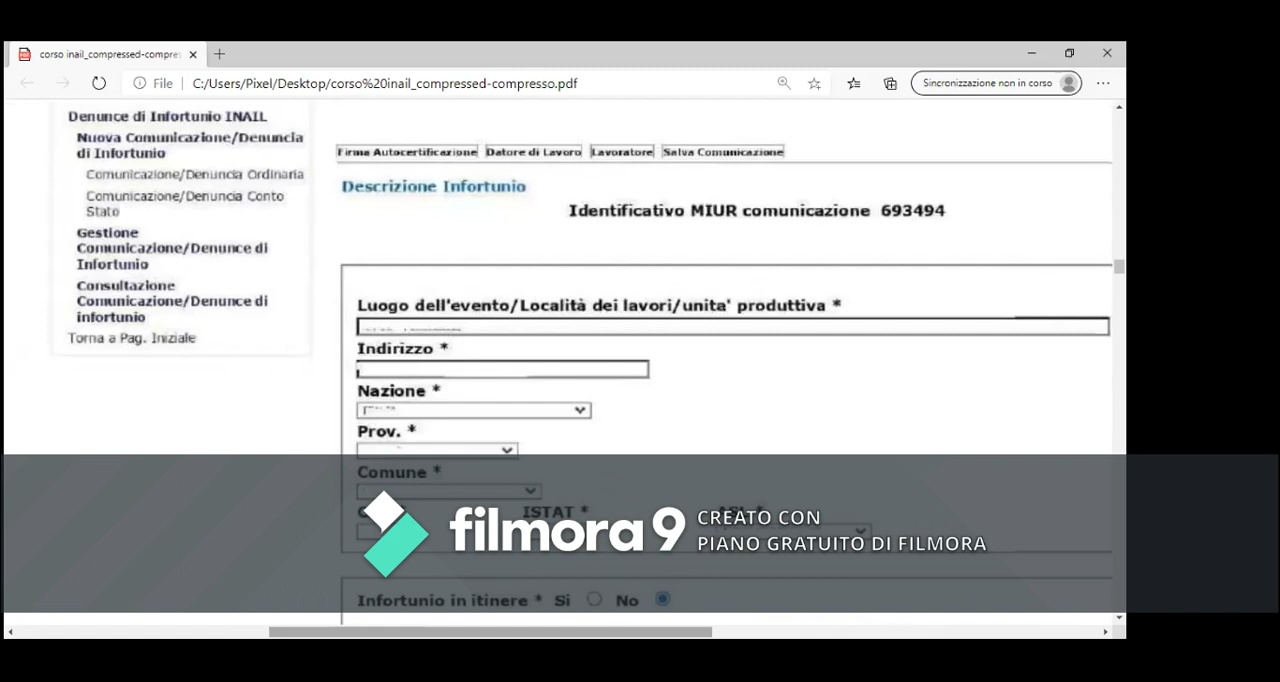 corso inail_compressed-compre:
File
C:/Users/Pixel/Desktop/corso%20inail_compressed-compresso.pdf
Sincronizzazione non in corso
Denunce di Infortunio INAIL
Nuova Comunicazione/Denuncia
di Infortunio
Comunicazione/Denuncia Ordinaria
Comunicazione/Denuncia Conto
Stato
Gestione
Comunicazione/Denunce di
Infortunio
Consultazione
Comunicazione/Denunce di
infortunio
Torna a Pag. Iniziale
Firma Autocertificazione Datore di Lavoro Lavoratore Salva Comunicazione
Descrizione Infortunio
Identificativo MIUR comunicazione 693494
Luogo dell'evento/Località dei lavori/unita' produttiva *
Indirizzo *
Nazione *
Prov. *
Comune *
ISTAT *
filmora 9
CREATO CON
PIANO GRATUITO DI FILMORA
Infortunio in itinere * Si No